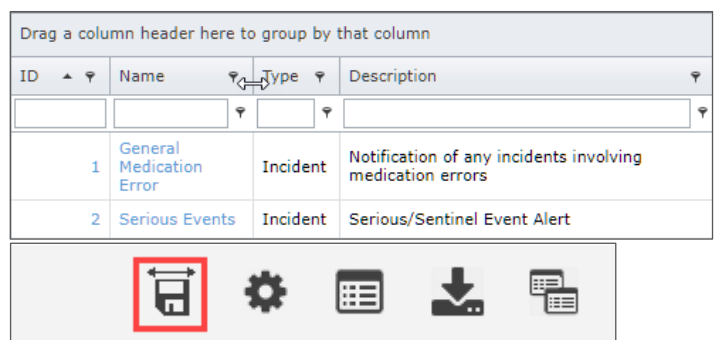 Drag a column header here to group by that column
ID Name Type Description
General
Medication
Error
1 Incident Notification of any incidents involving
medication errors
2 Serious Events Incident Serious/Sentinel Event Alert